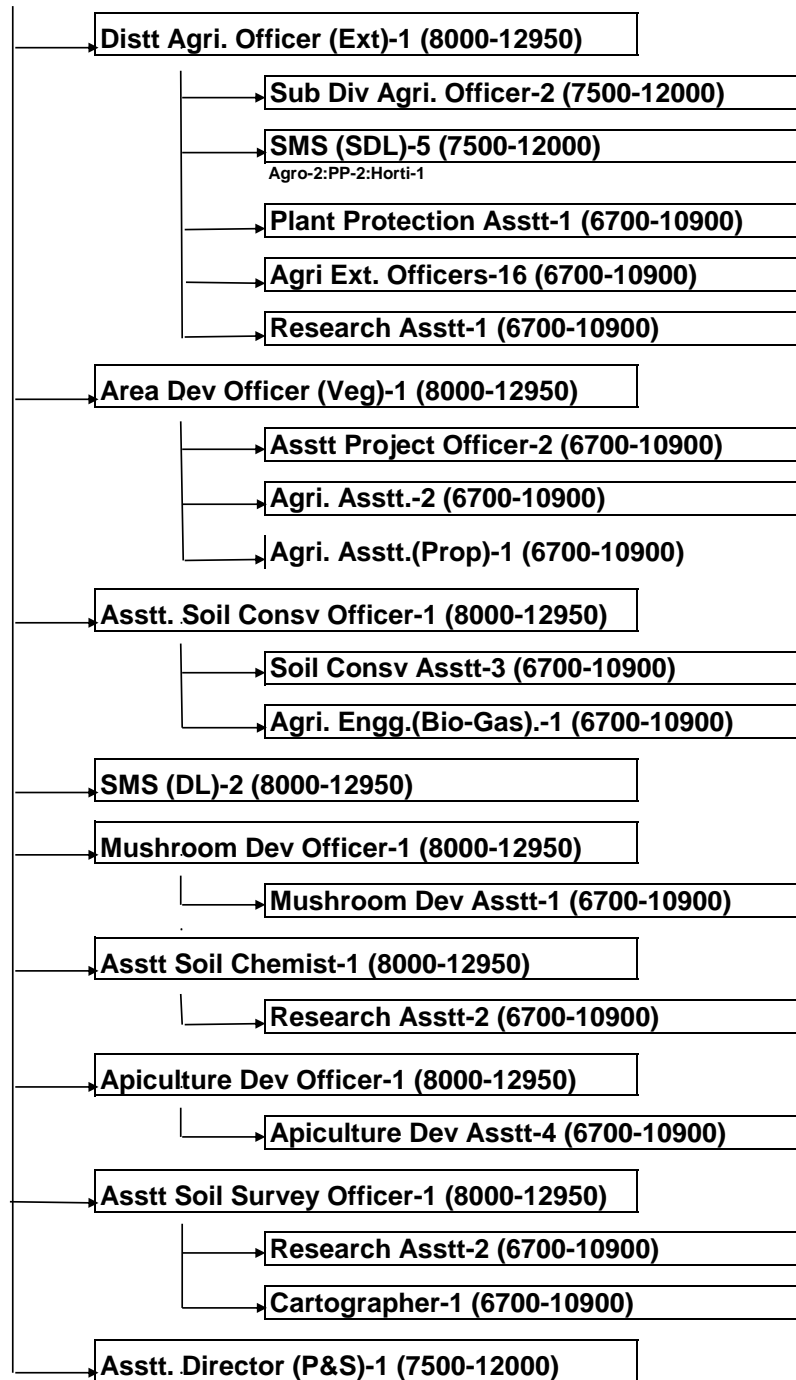 Distt Agri. Officer (Ext)-1 (8000-12950)
Sub Div Agri. Officer-2 (7500-12000)
SMS (SDL)-5 (7500-12000)
Agro-2:PP-2:Horti-1
Plant Protection Asstt-1 (6700-10900)
Agri Ext. Officers-16 (6700-10900)
Research Asstt-1 (6700-10900)
Area Dev Officer (Veg)-1 (8000-12950)
Asstt Project Officer-2 (6700-10900)
Agri. Asstt.-2 (6700-10900)
Agri. Asstt.(Prop)-1 (6700-10900)
Asstt. Soil Consv Officer-1 (8000-12950)
Soil Consv Asstt-3 (6700-10900)
Agri. Engg.(Bio-Gas).-1 (6700-10900)
SMS (DL)-2 (8000-12950)
Mushroom Dev Officer-1 (8000-12950)
Mushroom Dev Asstt-1 (6700-10900)
Asstt Soil Chemist-1 (8000-12950)
Research Asstt-2 (6700-10900)
Apiculture Dev Officer-1 (8000-12950)
Apiculture Dev Asstt-4 (6700-10900)
Asstt Soil Survey Officer-1 (8000-12950)
Research Asstt-2 (6700-10900)
Cartographer-1 (6700-10900)
Asstt. Director (P&S)-1 (7500-12000)